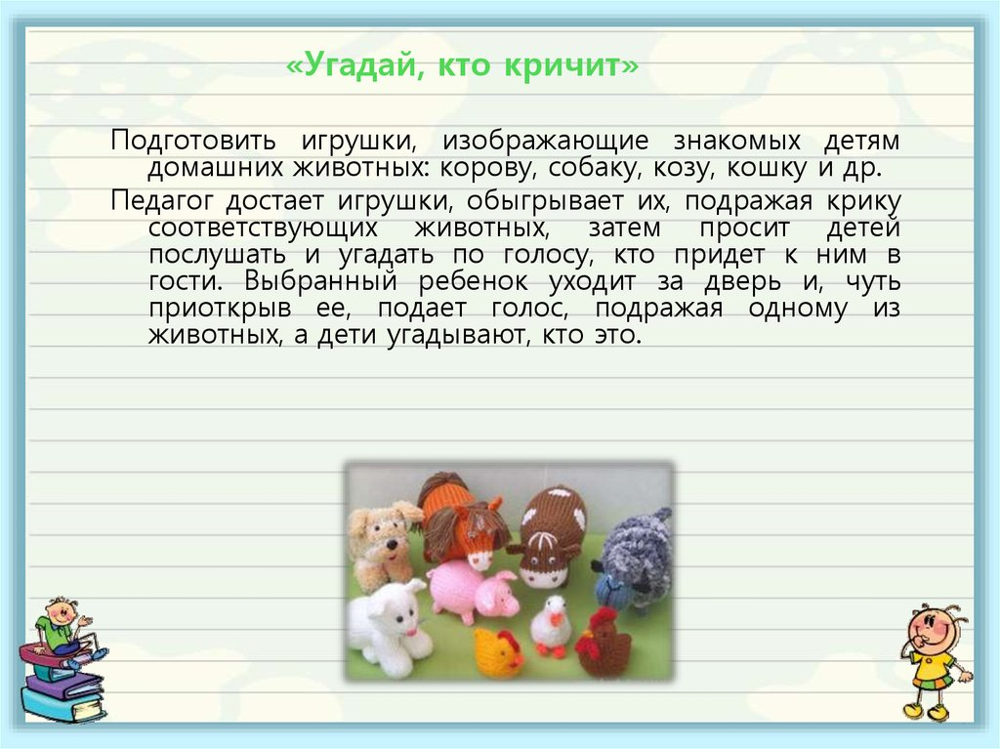 «Угадай, кто кричит»
Подготовить игрушки, изображающие знакомых детям
домашних животных: корову, собаку, козу, кошку и др.
Педагог достает игрушки, обыгрывает их, подражая крику
соответствующих животных, затем просит детей
послушать и угадать по голосу, кто придет к ним в
гости. Выбранный ребенок уходит за дверь и, чуть
приоткрыв ее, подает голос, подражая одному из
животных, а дети угадывают, кто это.